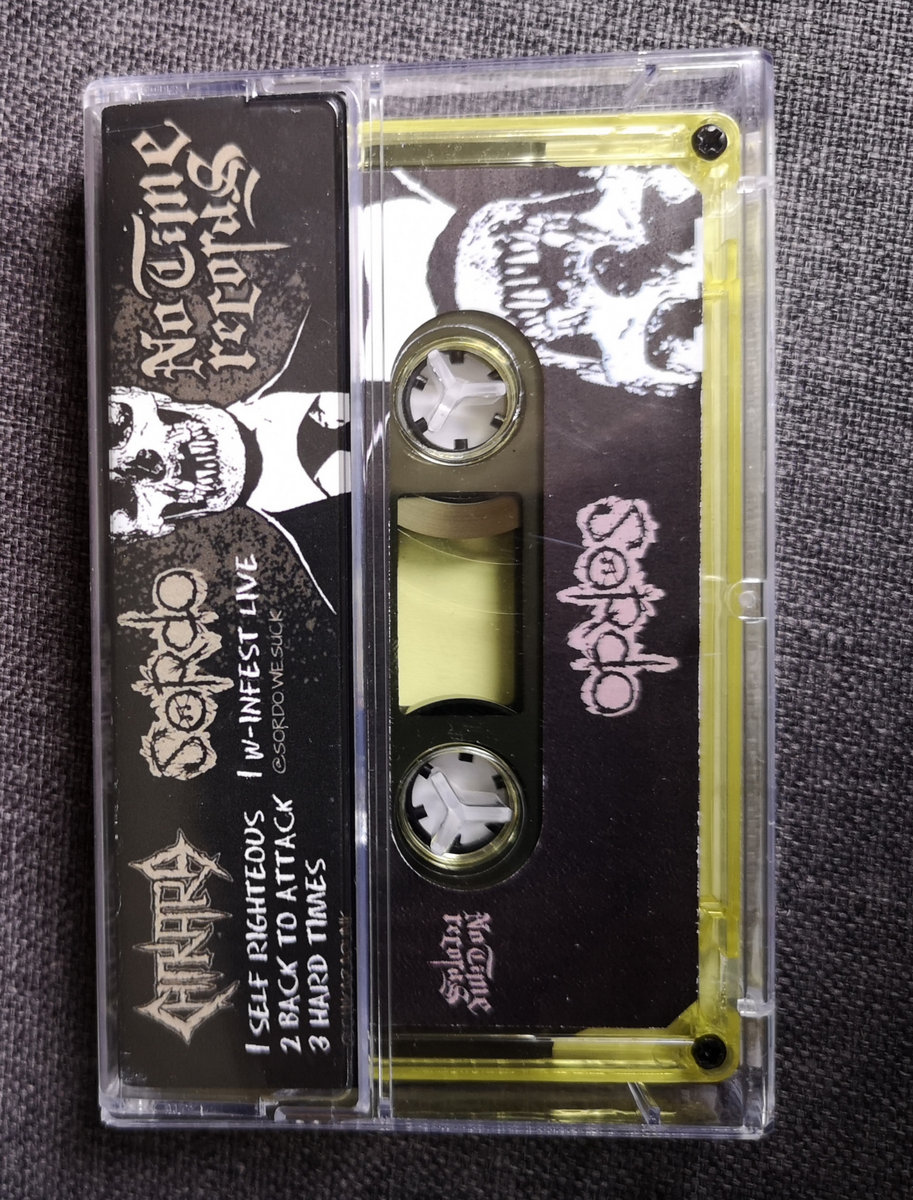 1 SELF RIGHTEOUS
2 BACK TO ATTACK
3 HARD TIMES
Sordo
1 W-INFEST LIVE
@SORDOWESUCK
No Time
records
Sordo
No Time
records